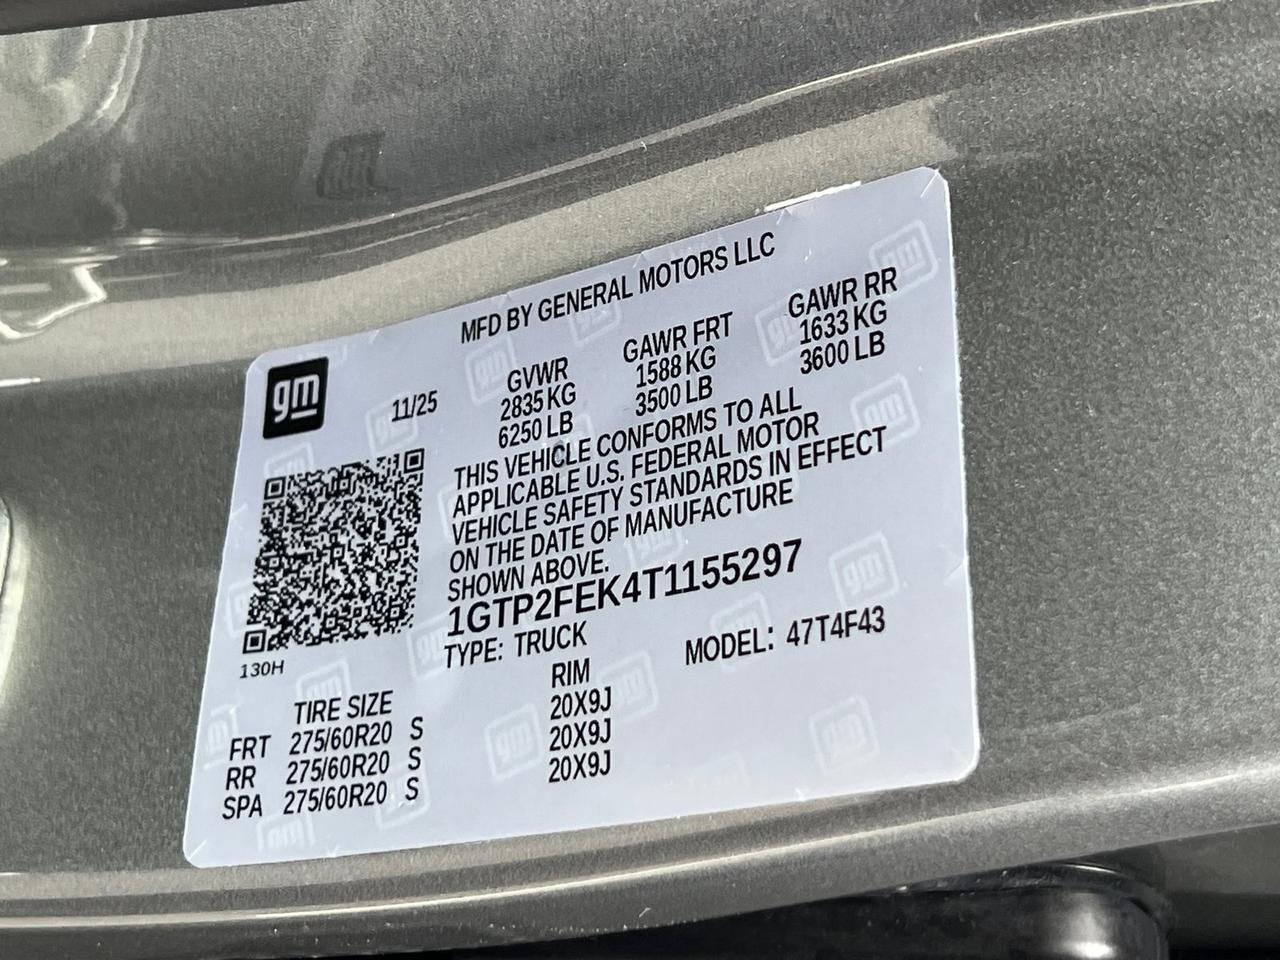 gm
MFD BY GENERAL MOTORS LLC
11/25
GVWR GAWR FRT GAWR RR
2835 KG 1588 KG 1633 KG
6250 LB 3500 LB 3600 LB
THIS VEHICLE CONFORMS TO ALL
APPLICABLE U.S. FEDERAL MOTOR
VEHICLE SAFETY STANDARDS IN EFFECT
ON THE DATE OF MANUFACTURE
SHOWN ABOVE.
1GTP2FEK4T1155297
TYPE: TRUCK MODEL: 47T4F43
130H
TIRE SIZE RIM
FRT 275/60R20 S 20X9J
RR 275/60R20 S 20X9J
SPA 275/60R20 S 20X9J